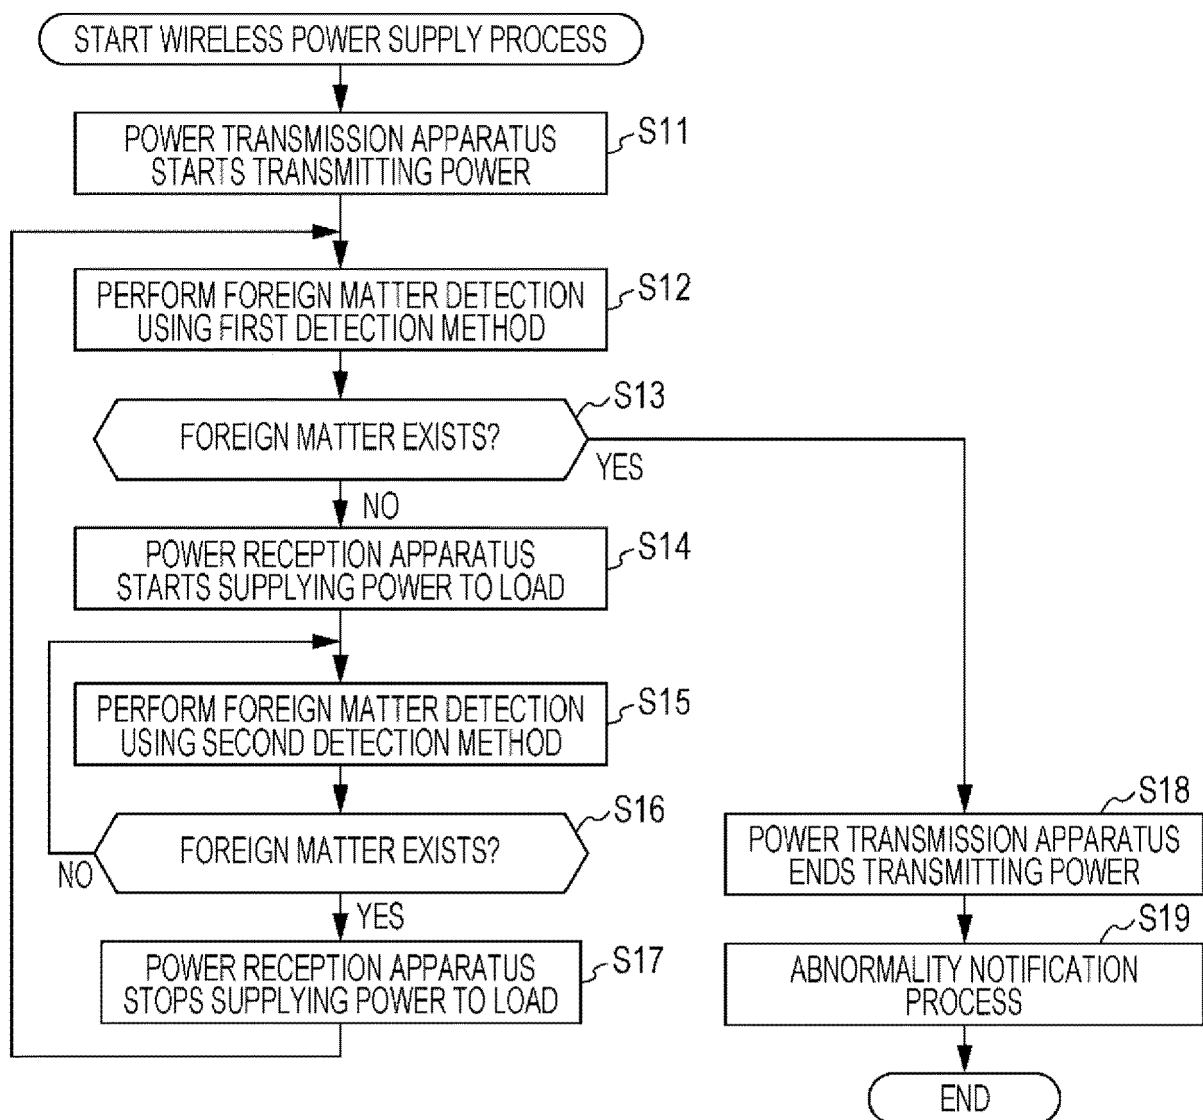 START WIRELESS POWER SUPPLY PROCESS
POWER TRANSMISSION APPARATUS
STARTS TRANSMITTING POWER
S11
PERFORM FOREIGN MATTER DETECTION
USING FIRST DETECTION METHOD
S12
FOREIGN MATTER EXISTS?
S13
YES
NO
POWER RECEPTION APPARATUS
STARTS SUPPLYING POWER TO LOAD
S14
PERFORM FOREIGN MATTER DETECTION
USING SECOND DETECTION METHOD
S15
FOREIGN MATTER EXISTS?
S16
NO
YES
POWER RECEPTION APPARATUS
STOPS SUPPLYING POWER TO LOAD
S17
POWER TRANSMISSION APPARATUS
ENDS TRANSMITTING POWER
S18
ABNORMALITY NOTIFICATION
PROCESS
S19
END